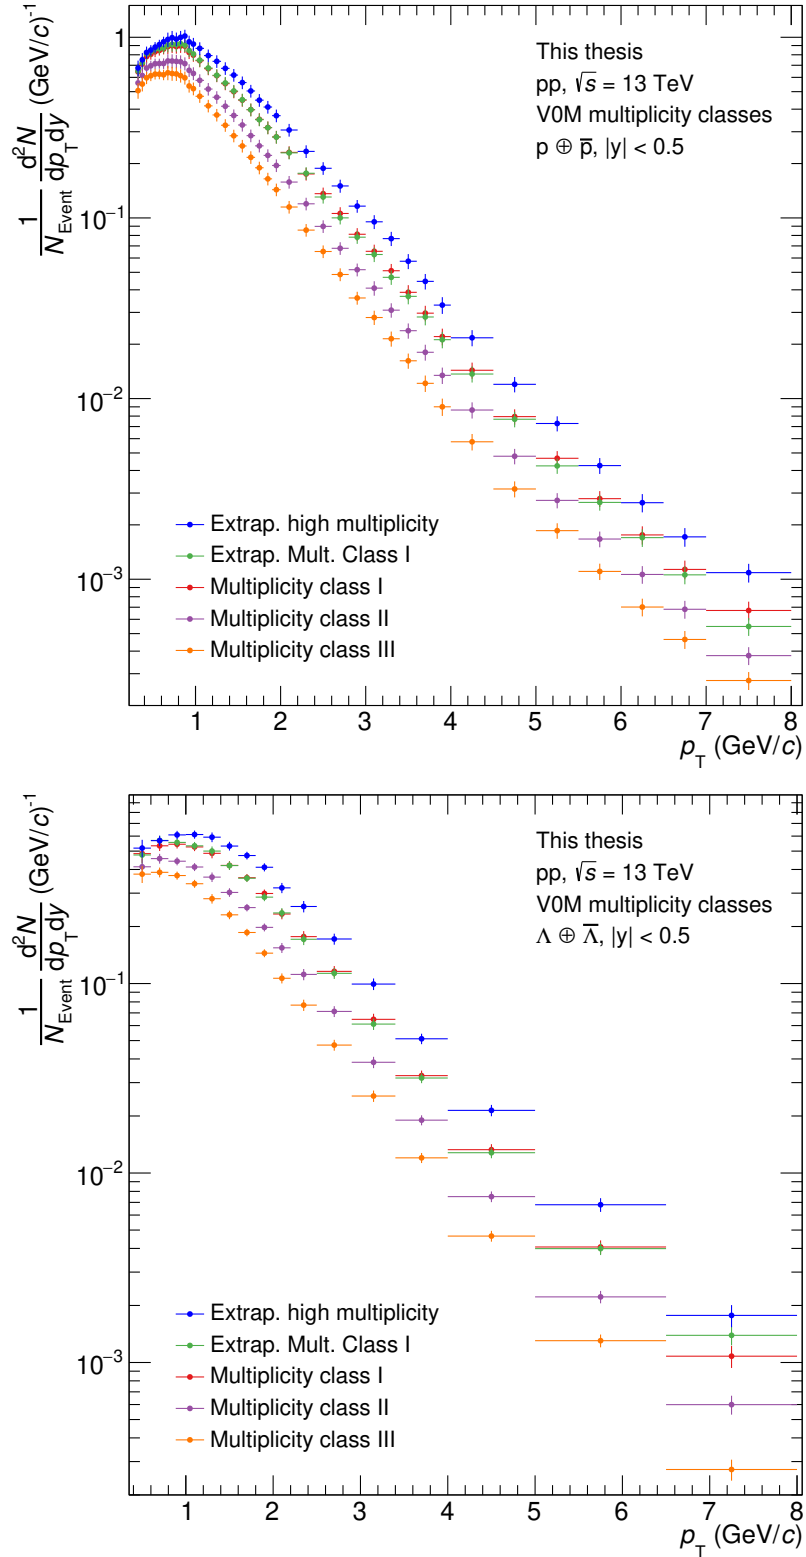 1/N_Event d²N/dp_T dy (GeV/c)⁻¹
1
10⁻¹
10⁻²
10⁻³
This thesis
pp, √s = 13 TeV
V0M multiplicity classes
p ⊕ p̅, |y| < 0.5
Extrap. high multiplicity
Extrap. Mult. Class I
Multiplicity class I
Multiplicity class II
Multiplicity class III
1 2 3 4 5 6 7 8
p_T (GeV/c)
1/N_Event d²N/dp_T dy (GeV/c)⁻¹
1
10⁻¹
10⁻²
10⁻³
This thesis
pp, √s = 13 TeV
V0M multiplicity classes
Λ ⊕ Λ̅, |y| < 0.5
Extrap. high multiplicity
Extrap. Mult. Class I
Multiplicity class I
Multiplicity class II
Multiplicity class III
1 2 3 4 5 6 7 8
p_T (GeV/c)